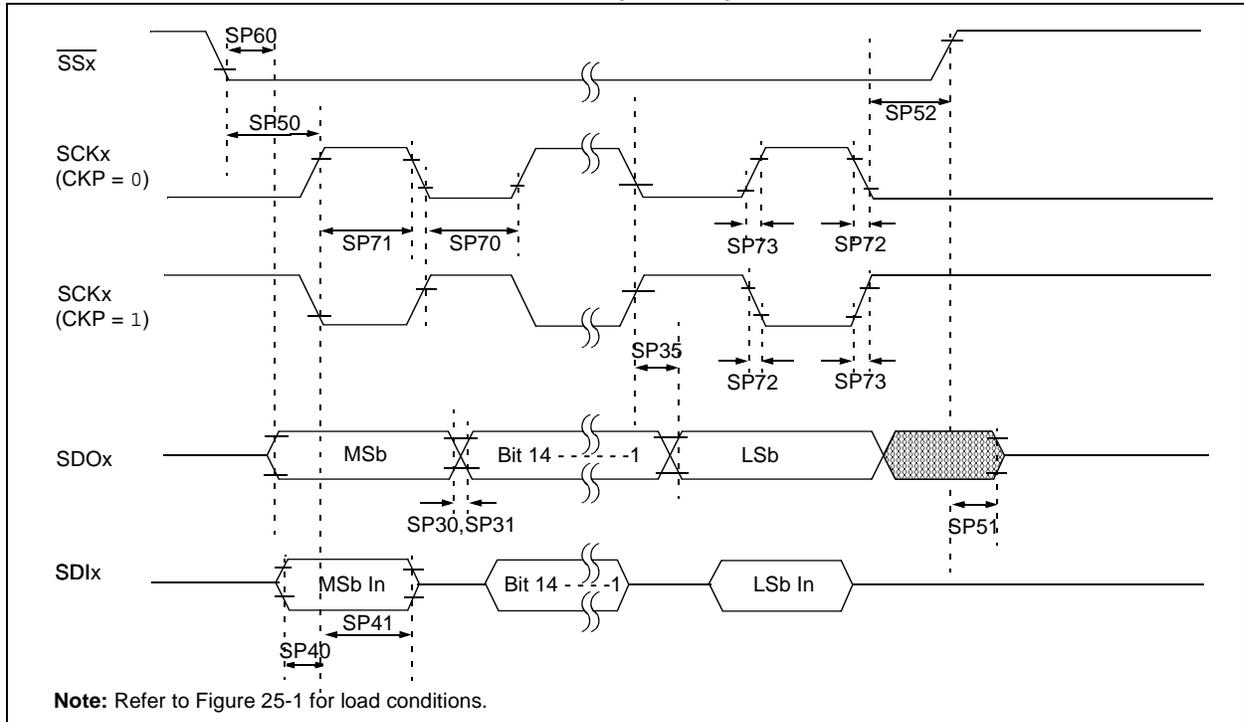 SP60
SSx
SP52
SP50
SCKx
(CKP = 0)
SP71
SP70
SP73
SP72
SCKx
(CKP = 1)
SP35
SP72
SP73
SDOx
MSb
Bit 14 - - - - - -1
LSb
SP30,SP31
SP51
SDIx
MSb In
Bit 14 - - - -1
LSb In
SP41
SP40
Note: Refer to Figure 25-1 for load conditions.